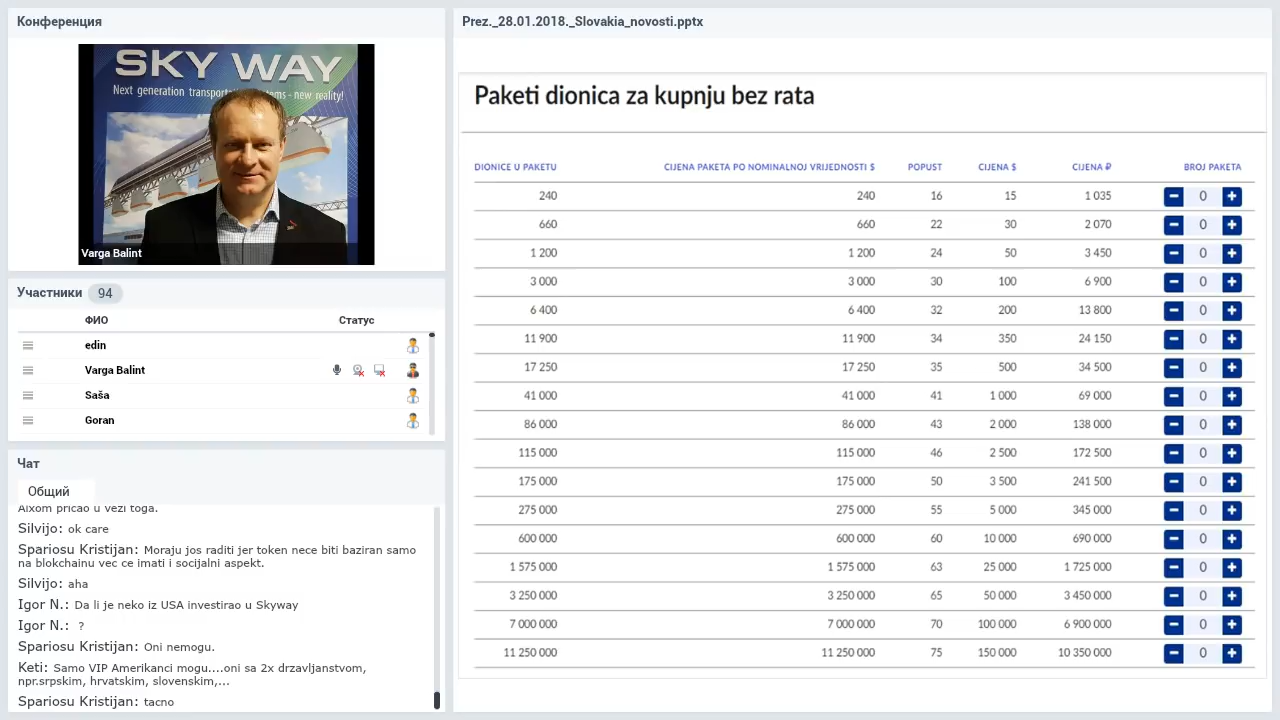 Конференция
SKY WAY
Next generation transportation systems - new reality!
Varga Balint
Участники 94
ФИО Статус
edin
Varga Balint
Saša
Goran
Чат
Общий
Aixom pricao u vezi toga.
Silvijo: ok care
Spariosu Kristijan: Moraju jos raditi jer token nece biti baziran samo
na blokchainu vec ce imati i socijalni aspekt.
Silvijo: aha
Igor N.: Da li je neko iz USA investirao u Skyway
Igor N.: ?
Spariosu Kristijan: Oni nemogu.
Keti: Samo VIP Amerikanci mogu....oni sa 2x drzavljanstvom,
npr.srpskim, hrvatskim, slovenskim,...
Spariosu Kristijan: tacno
Prez._28.01.2018._Slovakia_novosti.pptx
Paketi dionica za kupnju bez rata
DIONICE U PAKETU CIJENA PAKETA PO NOMINALNOJ VRIJEDNOSTI $ POPUST CIJENA $ CIJENA ₽ BROJ PAKETA
240 240 16 15 1 035 0
660 660 22 30 2 070 0
1 200 1 200 24 50 3 450 0
3 000 3 000 30 100 6 900 0
6 400 6 400 32 200 13 800 0
11 900 11 900 34 350 24 150 0
17 250 17 250 35 500 34 500 0
41 000 41 000 41 1 000 69 000 0
86 000 86 000 43 2 000 138 000 0
115 000 115 000 46 2 500 172 500 0
175 000 175 000 50 3 500 241 500 0
275 000 275 000 55 5 000 345 000 0
600 000 600 000 60 10 000 690 000 0
1 575 000 1 575 000 63 25 000 1 725 000 0
3 250 000 3 250 000 65 50 000 3 450 000 0
7 000 000 7 000 000 70 100 000 6 900 000 0
11 250 000 11 250 000 75 150 000 10 350 000 0